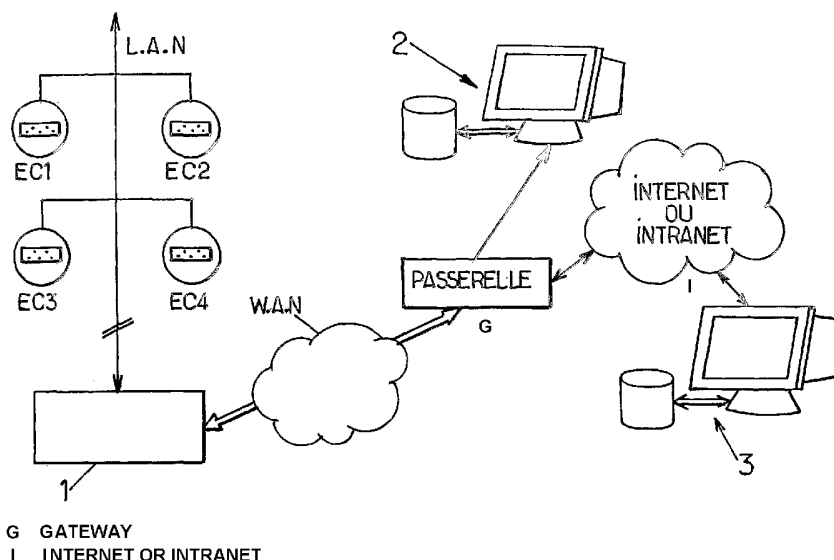 L.A.N
EC1
EC2
EC3
EC4
1
W.A.N
PASSERELLE
G
2
INTERNET
OU
INTRANET
I
3
G GATEWAY
I INTERNET OR INTRANET